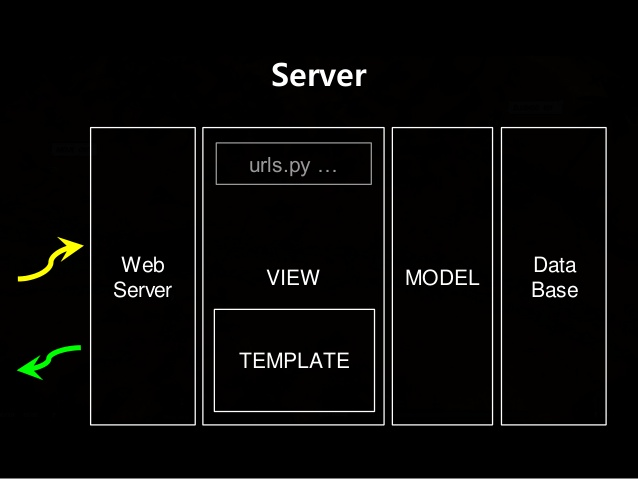 Server
urls.py …
Web
Server
VIEW
TEMPLATE
MODEL
Data
Base